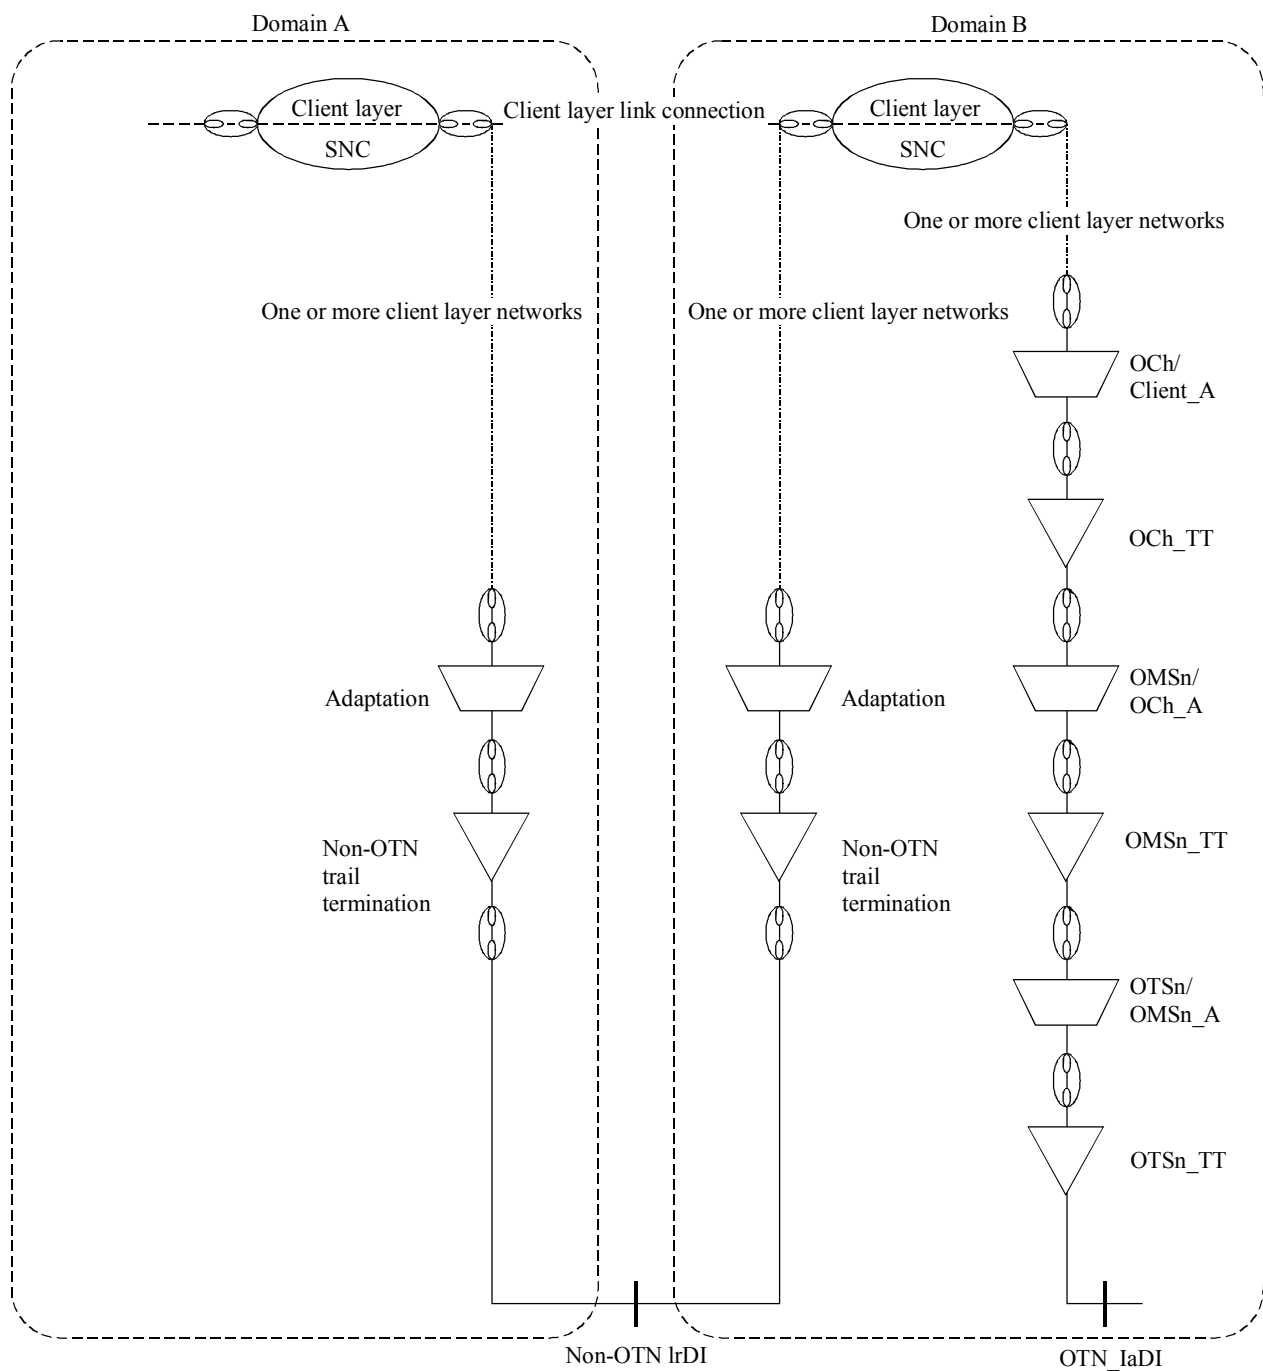 Domain A
Domain B
Client layer
SNC
Client layer link connection
Client layer
SNC
One or more client layer networks
One or more client layer networks
One or more client layer networks
OCh/
Client_A
OCh_TT
Adaptation
Adaptation
OMSn/
OCh_A
Non-OTN
trail
termination
Non-OTN
trail
termination
OMSn_TT
OTSn/
OMSn_A
OTSn_TT
Non-OTN IrDI
OTN_IaDI